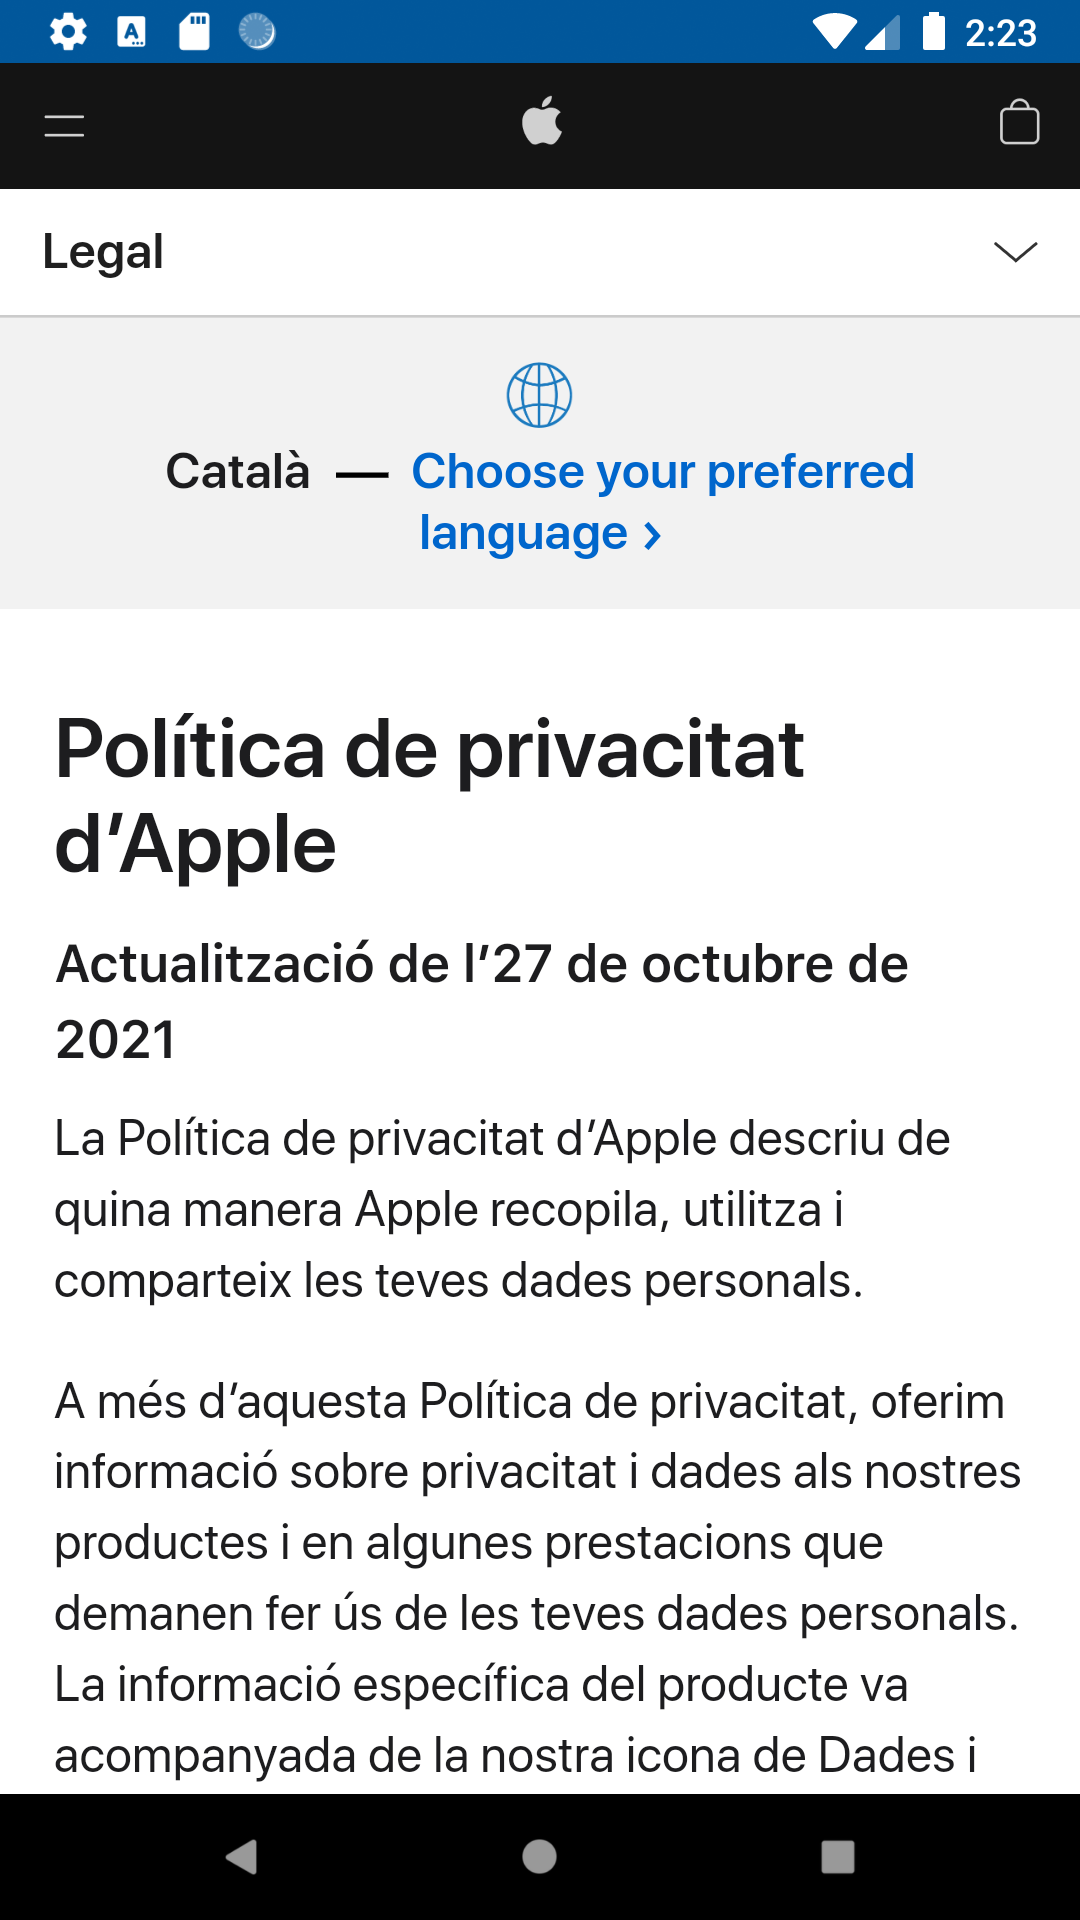 2:23
Legal
Català — Choose your preferred
language ›
Política de privacitat
d’Apple
Actualització de l’27 de octubre de
2021
La Política de privacitat d’Apple descriu de
quina manera Apple recopila, utilitza i
comparteix les teves dades personals.
A més d’aquesta Política de privacitat, oferim
informació sobre privacitat i dades als nostres
productes i en algunes prestacions que
demanen fer ús de les teves dades personals.
La informació específica del producte va
acompanyada de la nostra icona de Dades i